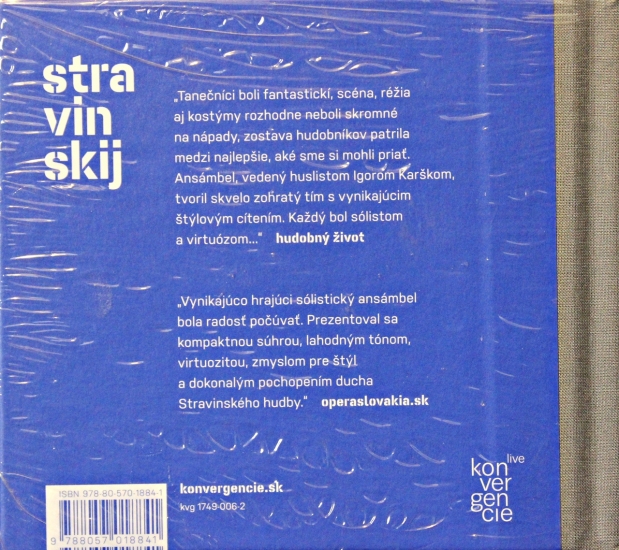 stra
vin
skij
„Tanečníci boli fantastickí, scéna, réžia
aj kostýmy rozhodne neboli skromné
na nápady, zostava hudobníkov patrila
medzi najlepšie, aké sme si mohli priať.
Ansámbel, vedený huslistom Igorom Karškom,
tvoril skvelo zohratý tím s vynikajúcim
štýlovým cítením. Každý bol sólistom
a virtuózom...“ hudobný život
„Vynikajúco hrajúci sólistický ansámbel
bola radosť počúvať. Prezentoval sa
kompaktnou súhrou, lahodným tónom,
virtuozitou, zmyslom pre štýl
a dokonalým pochopením ducha
Stravinského hudby.“ operaslovakia.sk
ISBN 978-80-570-1884-1
9 788057 018841
konvergencie.sk
kvg 1749-006-2
live
kon
ver
gen
cie